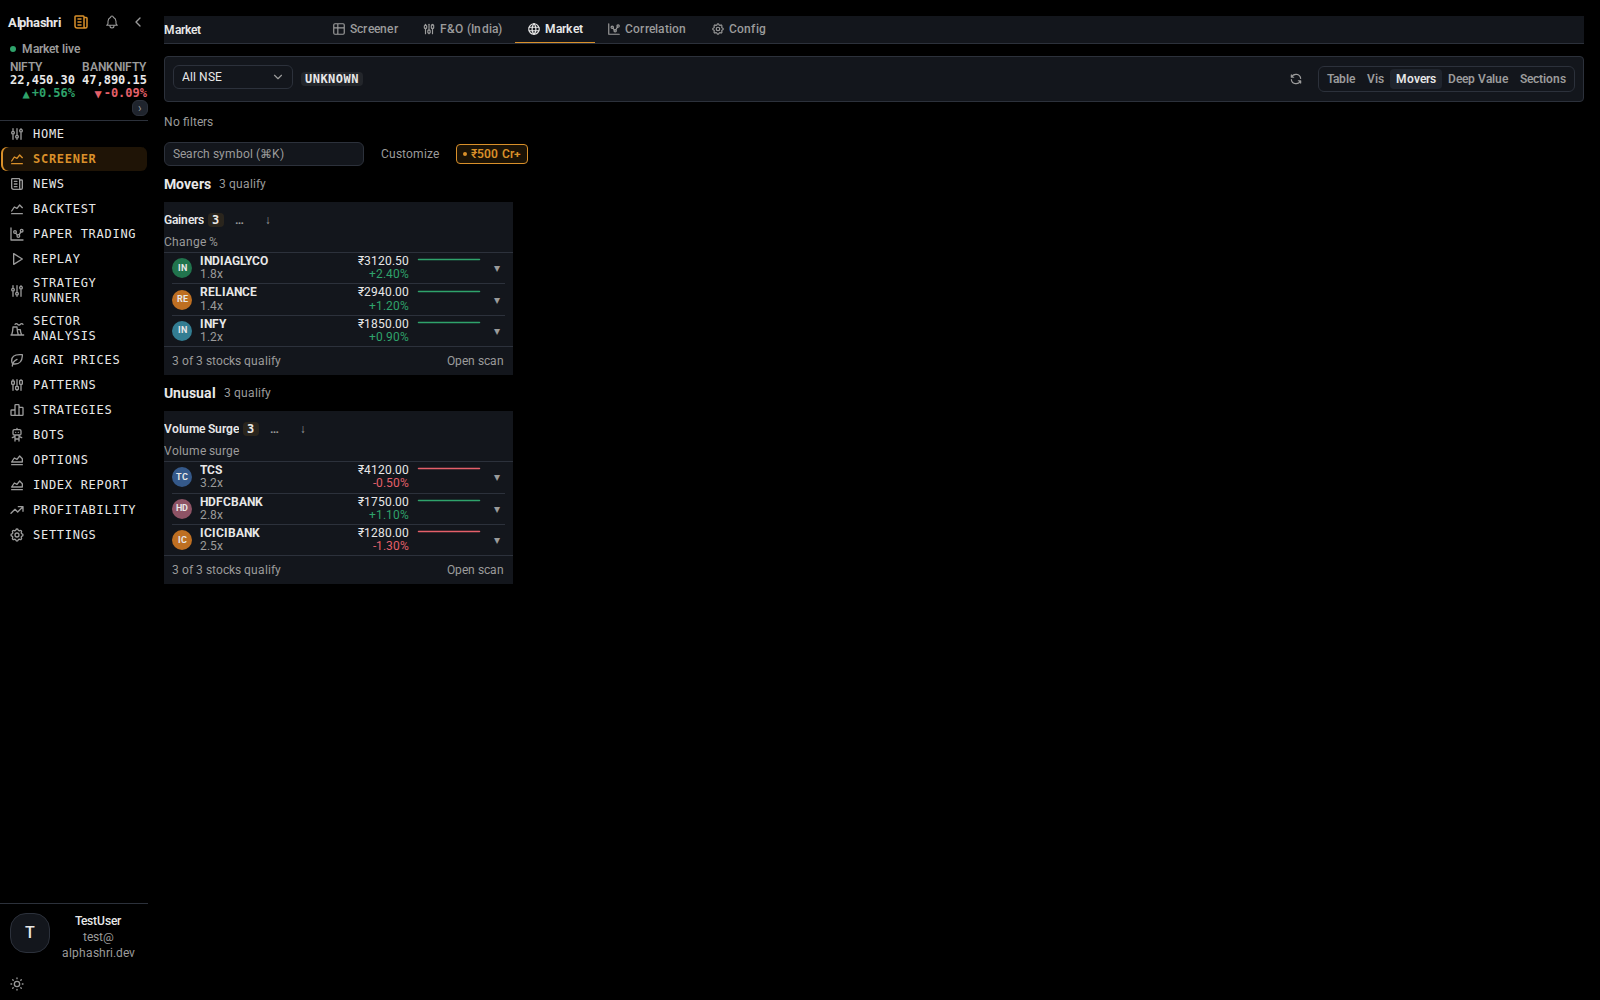 Alphashri
Market live
NIFTY BANKNIFTY
22,450.30 47,890.15
▲+0.56% ▼-0.09%
›
HOME
SCREENER
NEWS
BACKTEST
PAPER TRADING
REPLAY
STRATEGY
RUNNER
SECTOR
ANALYSIS
AGRI PRICES
PATTERNS
STRATEGIES
BOTS
OPTIONS
INDEX REPORT
PROFITABILITY
SETTINGS
T
TestUser
test@
alphashri.dev
Market Screener F&O (India) Market Correlation Config
All NSE UNKNOWN Table Vis Movers Deep Value Sections
No filters
Search symbol (⌘K) Customize • ₹500 Cr+
Movers 3 qualify
Gainers 3 … ↓
Change %
IN INDIAGLYCO ₹3120.50 ▼
1.8x +2.40%
RE RELIANCE ₹2940.00 ▼
1.4x +1.20%
IN INFY ₹1850.00 ▼
1.2x +0.90%
3 of 3 stocks qualify Open scan
Unusual 3 qualify
Volume Surge 3 … ↓
Volume surge
TC TCS ₹4120.00 ▼
3.2x -0.50%
HD HDFCBANK ₹1750.00 ▼
2.8x +1.10%
IC ICICIBANK ₹1280.00 ▼
2.5x -1.30%
3 of 3 stocks qualify Open scan